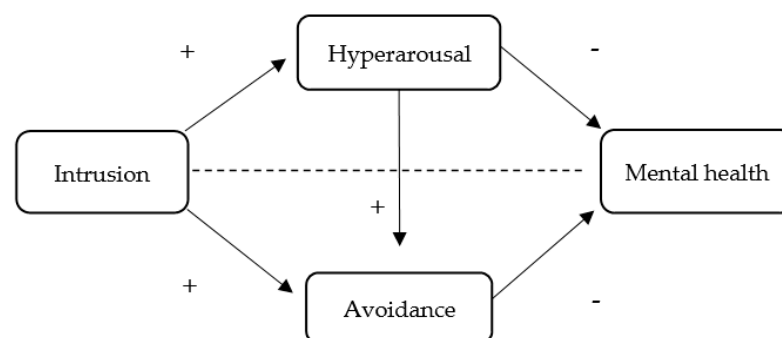 +
-
Hyperarousal
Intrusion
Mental health
+
+
-
Avoidance